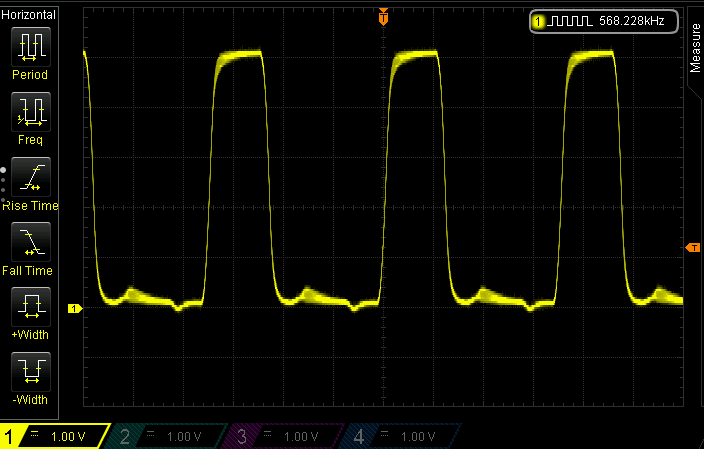 Horizontal
Period
Freq
Rise Time
Fall Time
+Width
-Width
T
1 568.228kHz
Measure
T
1
1 1.00 V
2 1.00 V
3 1.00 V
4 1.00 V